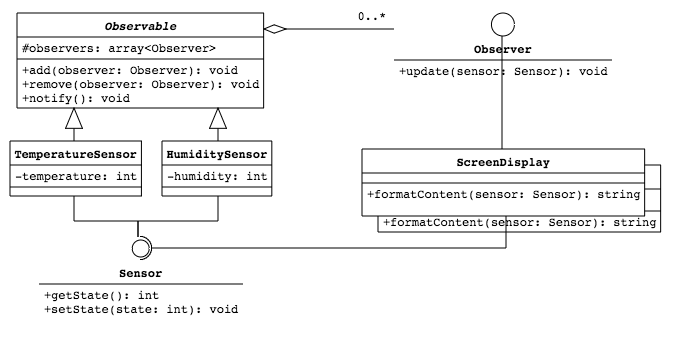 Observable
#observers: array<Observer>
+add(observer: Observer): void
+remove(observer: Observer): void
+notify(): void
0..*
Observer
+update(sensor: Sensor): void
TemperatureSensor
-temperature: int
HumiditySensor
-humidity: int
ScreenDisplay
+formatContent(sensor: Sensor): string
+formatContent(sensor: Sensor): string
Sensor
+getState(): int
+setState(state: int): void